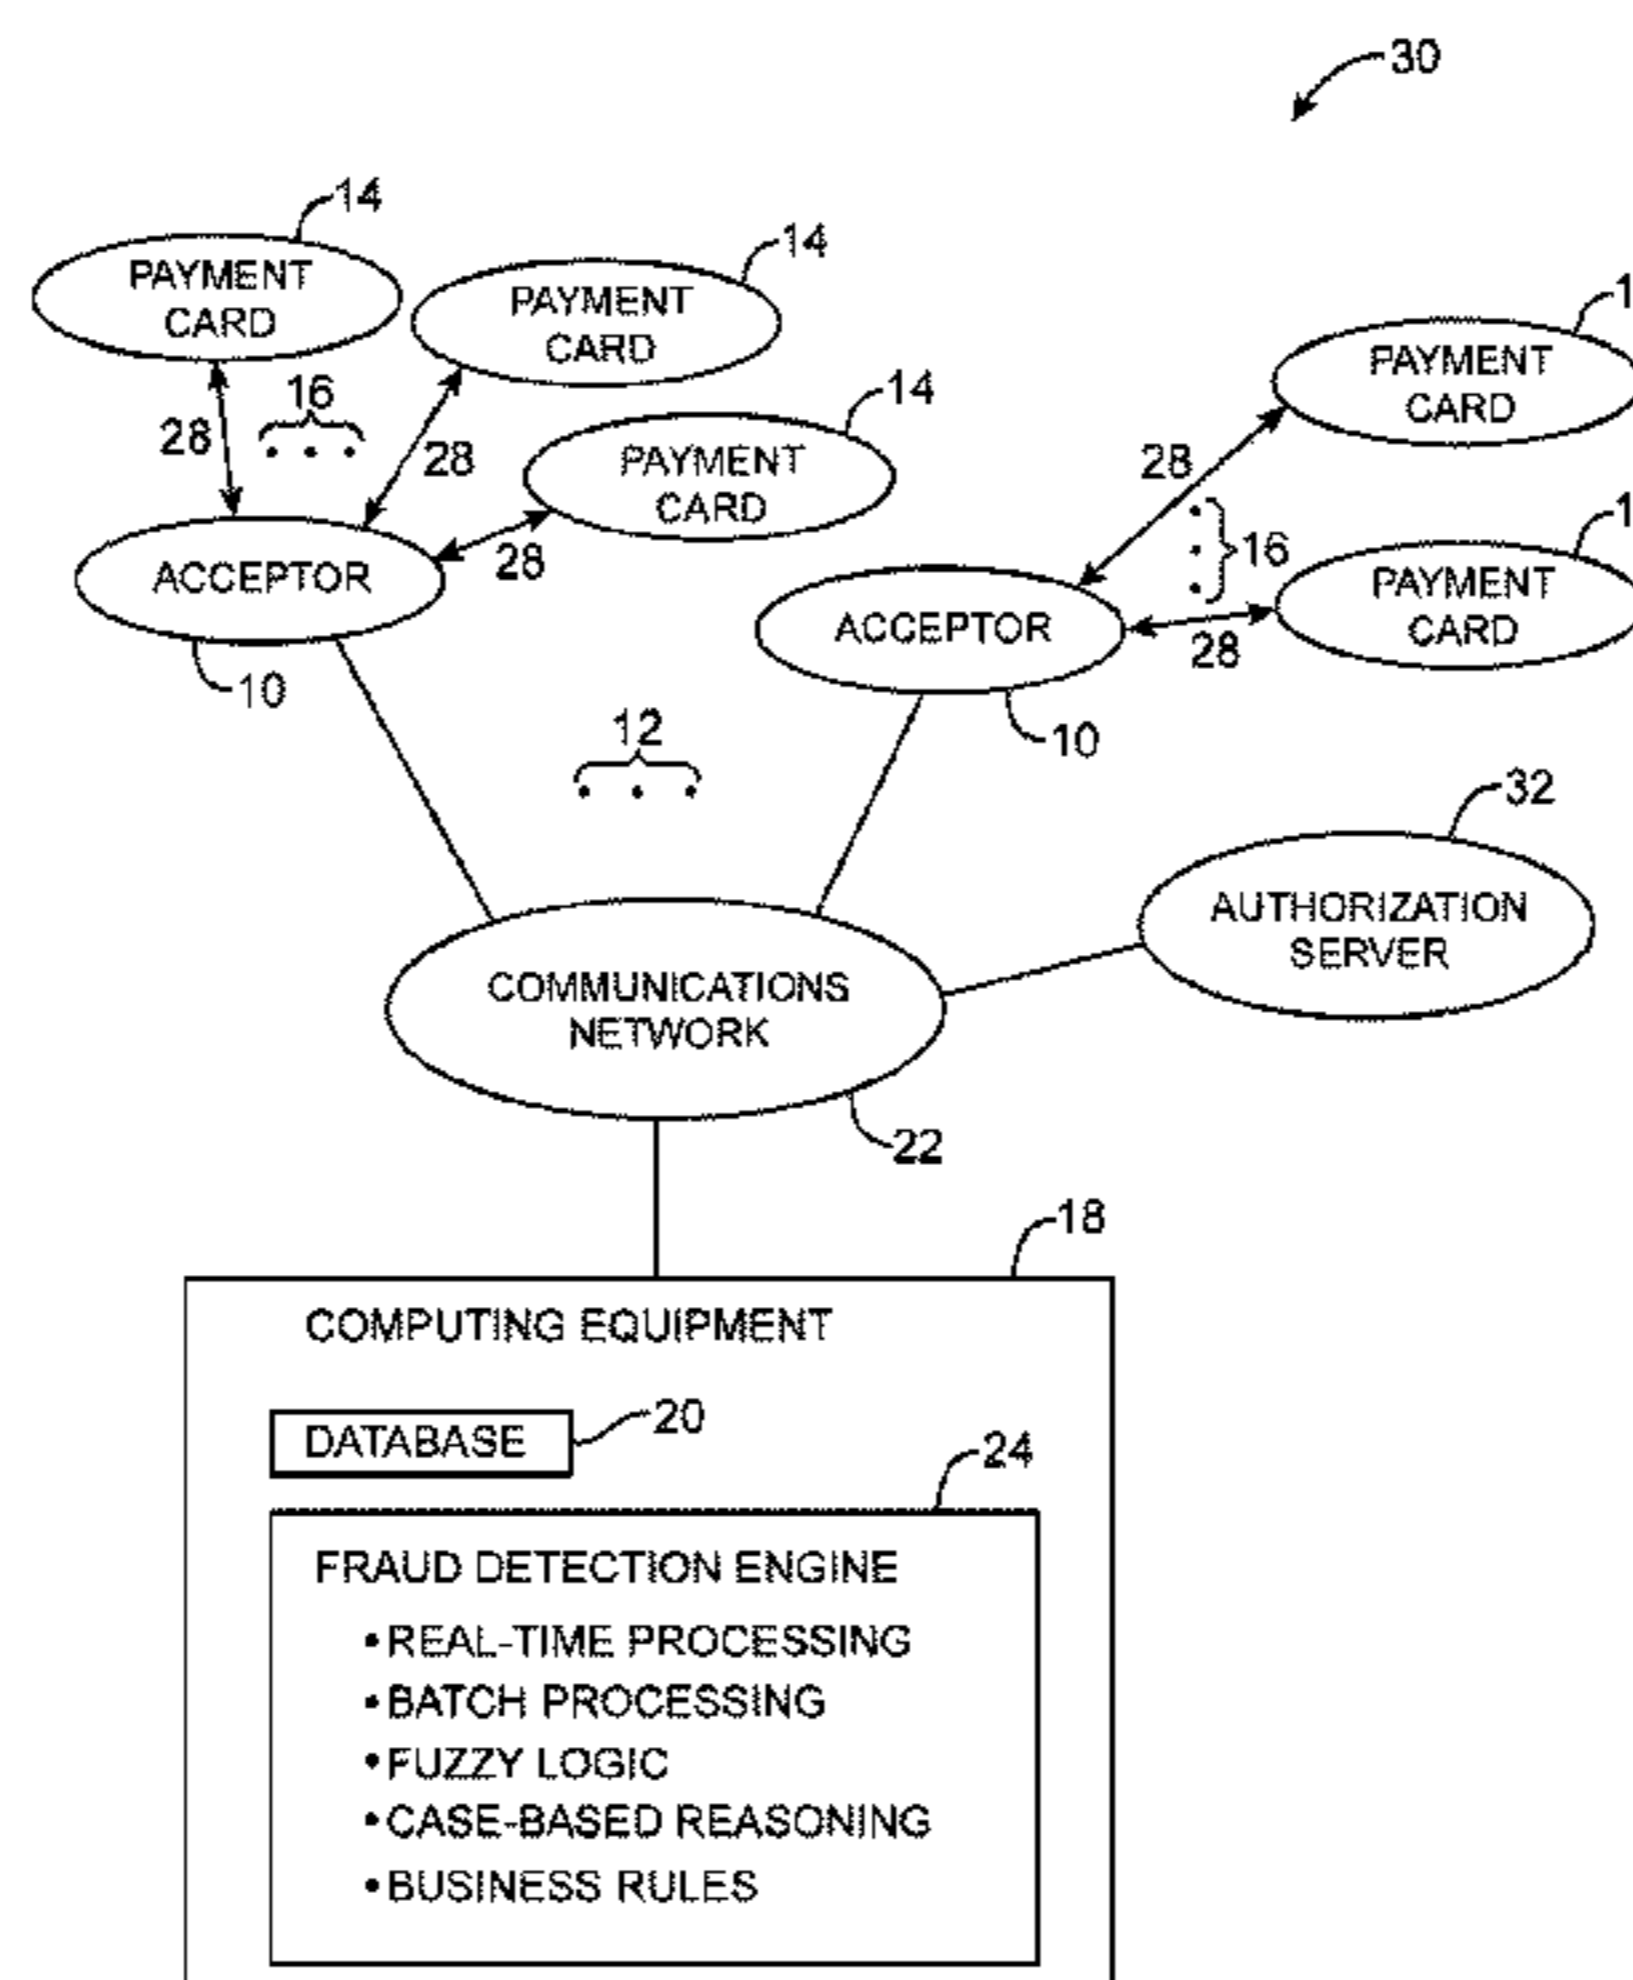 30
14
PAYMENT
CARD
14
PAYMENT
CARD
14
PAYMENT
CARD
16
28
28
28
ACCEPTOR
10
1
PAYMENT
CARD
28
16
1
PAYMENT
CARD
28
ACCEPTOR
10
12
32
AUTHORIZATION
SERVER
COMMUNICATIONS
NETWORK
22
18
COMPUTING EQUIPMENT
DATABASE
20
24
FRAUD DETECTION ENGINE
• REAL-TIME PROCESSING
• BATCH PROCESSING
• FUZZY LOGIC
• CASE-BASED REASONING
• BUSINESS RULES